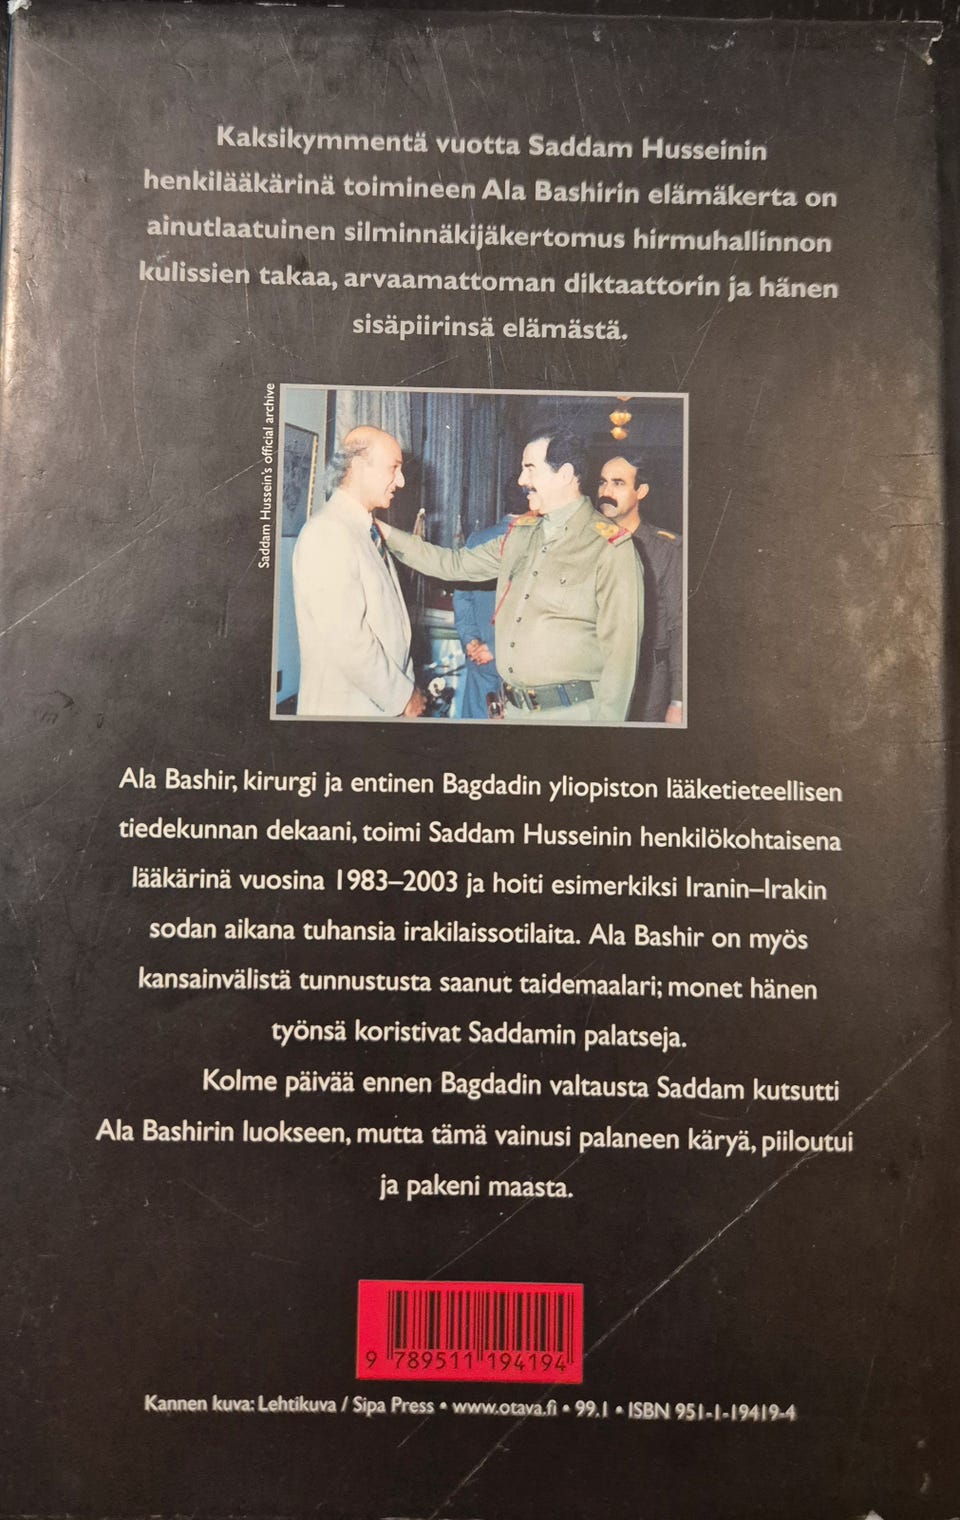 Kaksikymmentä vuotta Saddam Husseinin
henkilääkärinä toimineen Ala Bashirin elämäkerta on
ainutlaatuinen silminnäkijäkertomus hirmuhallinnon
kulissien takaa, arvaamattoman diktaattorin ja hänen
sisäpiirinsä elämästä.
Saddam Hussein's official archive
Ala Bashir, kirurgi ja entinen Bagdadin yliopiston lääketieteellisen
tiedekunnan dekaani, toimi Saddam Husseinin henkilökohtaisena
lääkärinä vuosina 1983–2003 ja hoiti esimerkiksi Iranin–Irakin
sodan aikana tuhansia irakilaissotilaita. Ala Bashir on myös
kansainvälistä tunnustusta saanut taidemaalari; monet hänen
työnsä koristivat Saddamin palatseja.
Kolme päivää ennen Bagdadin valtausta Saddam kutsutti
Ala Bashirin luokseen, mutta tämä vainusi palaneen käryä, piiloutui
ja pakeni maasta.
9 789511 194194
Kannen kuva: Lehtikuva / Sipa Press • www.otava.fi • 99.1 • ISBN 951-1-19419-4